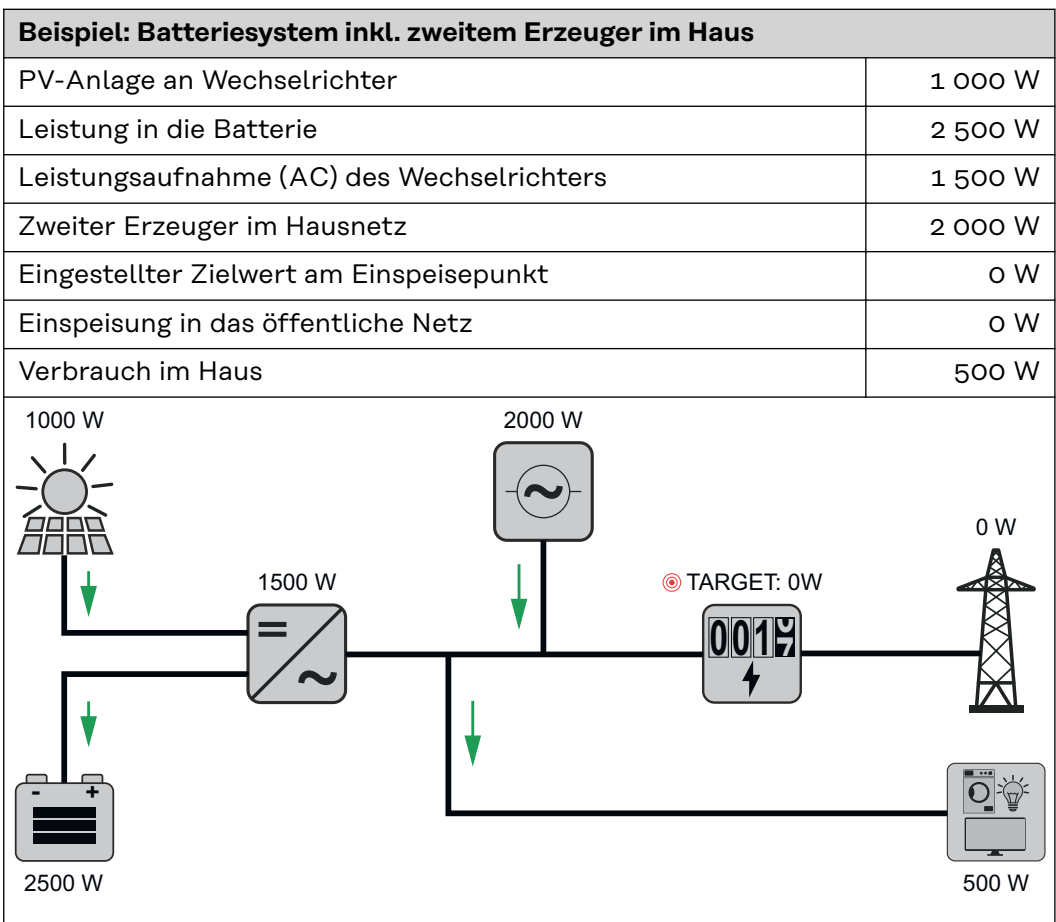 Beispiel: Batteriesystem inkl. zweitem Erzeuger im Haus
PV-Anlage an Wechselrichter 1 000 W
Leistung in die Batterie 2 500 W
Leistungsaufnahme (AC) des Wechselrichters 1 500 W
Zweiter Erzeuger im Hausnetz 2 000 W
Eingestellter Zielwert am Einspeisepunkt 0 W
Einspeisung in das öffentliche Netz 0 W
Verbrauch im Haus 500 W
1000 W
2000 W
0 W
1500 W
TARGET: 0W
001
- +
2500 W
500 W